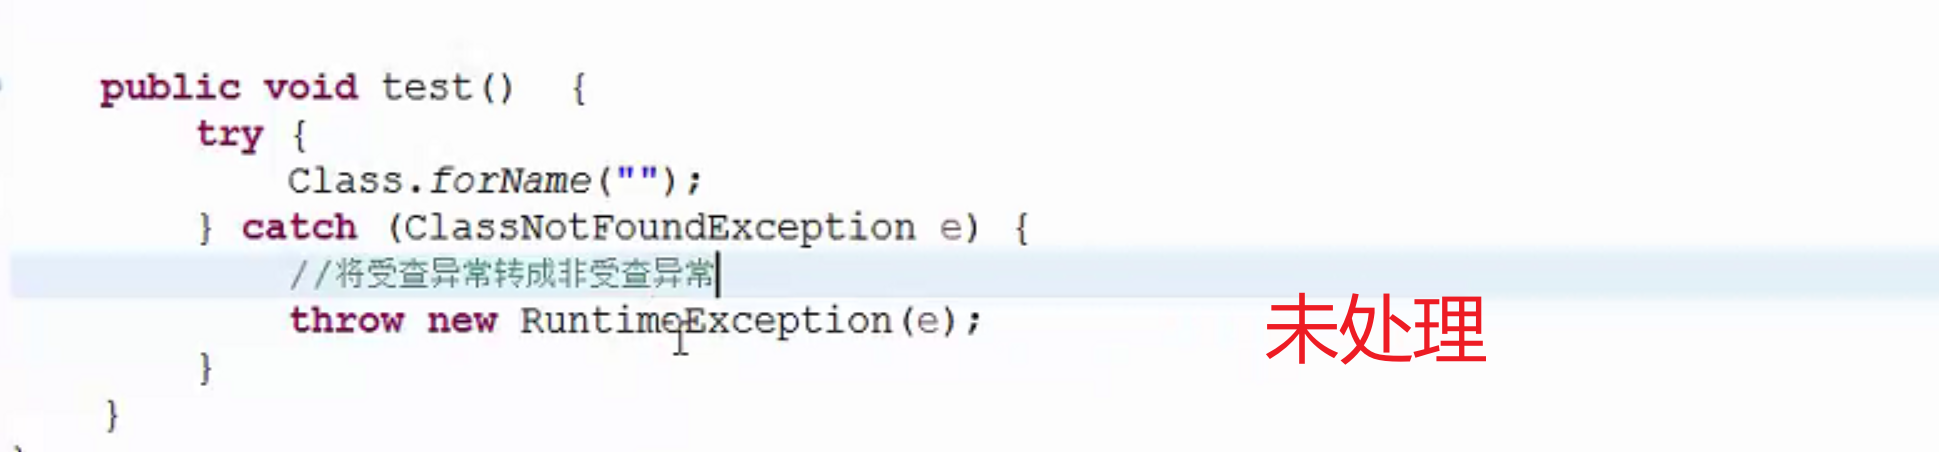 public void test()  {
try {
Class.forName("");
} catch (ClassNotFoundException e) {
//将受查异常转成非受查异常
throw new RuntimeException(e);
未处理
}
}